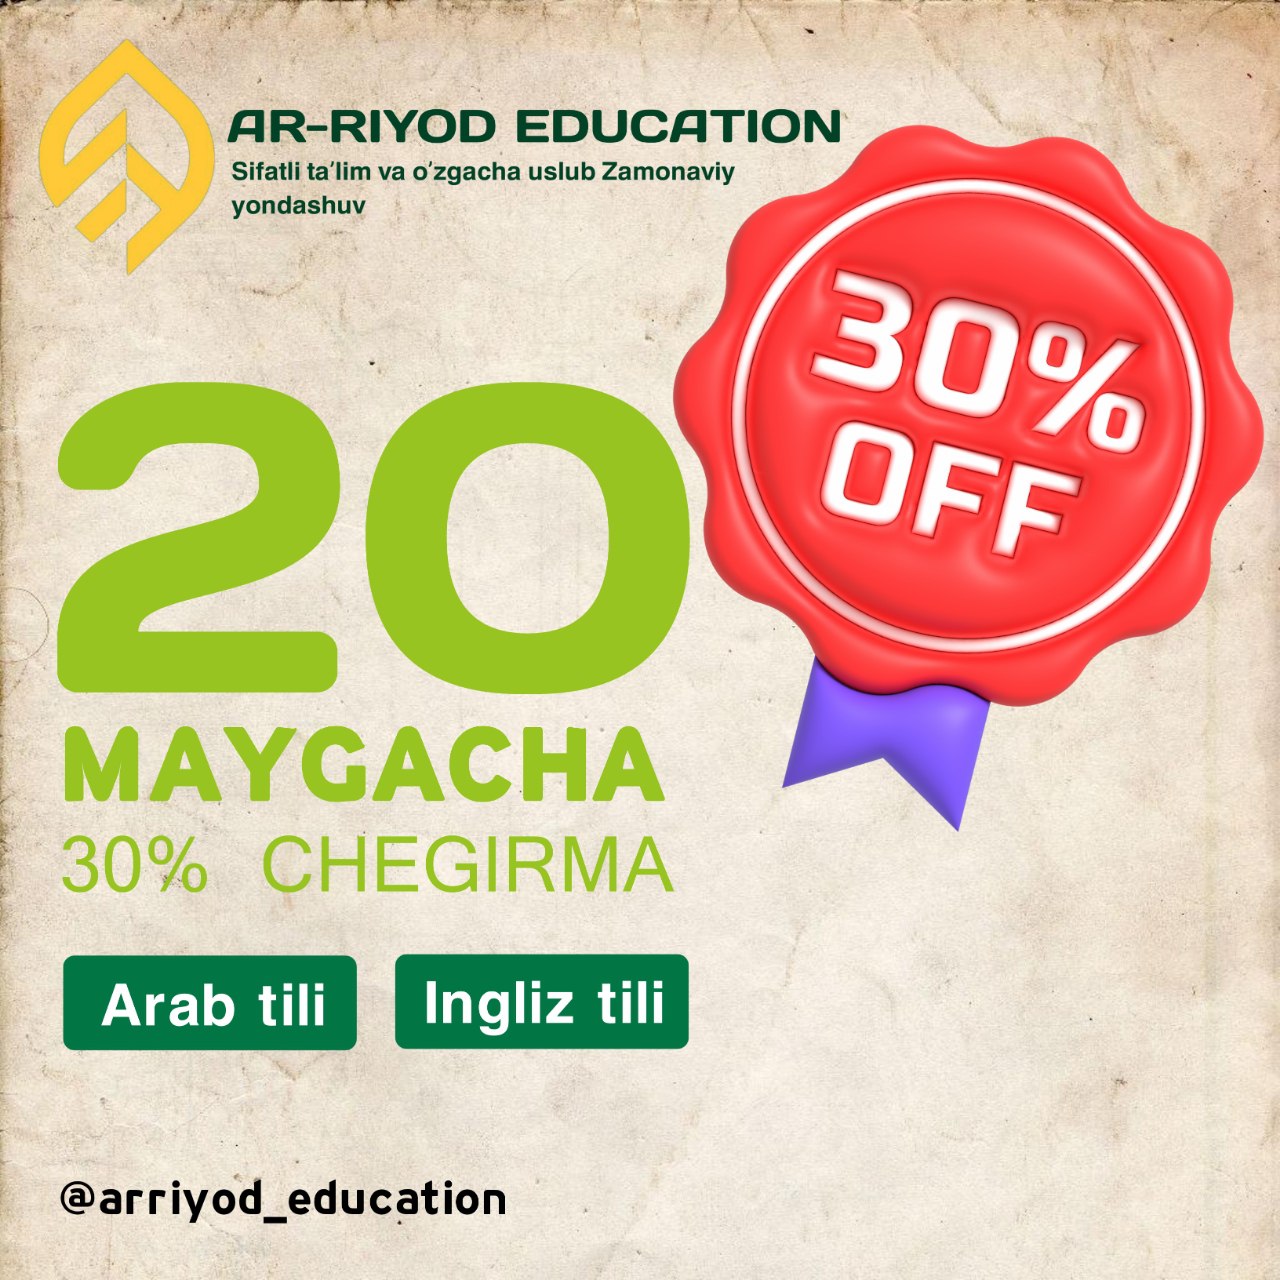 AR-RIYOD EDUCATION
Sifatli ta'lim va o'zgacha uslub Zamonaviy
yondashuv
30%
OFF
20
MAYGACHA
30% CHEGIRMA
Arab tili
Ingliz tili
@arriyod_education